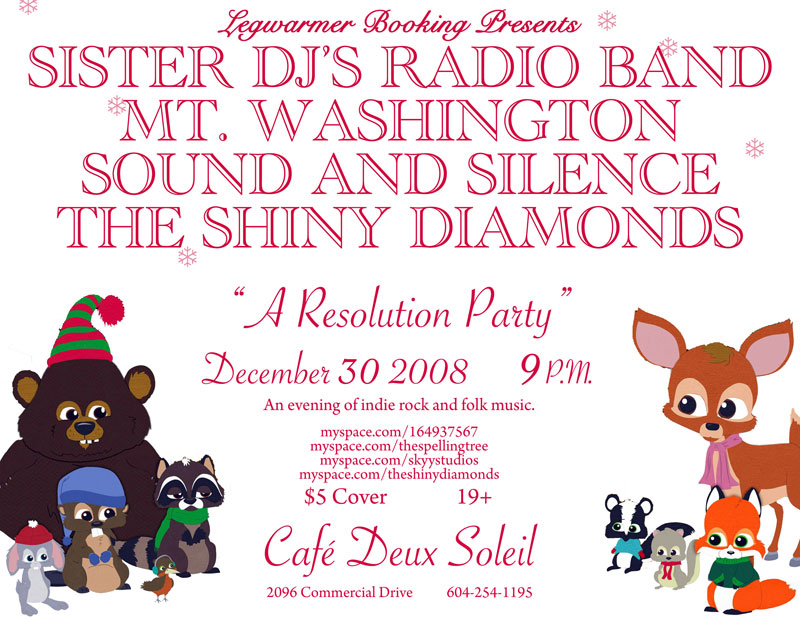 Legwarmer Booking Presents
SISTER DJ'S RADIO BAND
MT. WASHINGTON
SOUND AND SILENCE
THE SHINY DIAMONDS
"A Resolution Party"
December 30 2008 9 P.M.
An evening of indie rock and folk music.
myspace.com/164937567
myspace.com/thespellingtree
myspace.com/skyystudios
myspace.com/theshinydiamonds
$5 Cover 19+
Café Deux Soleil
2096 Commercial Drive 604-254-1195